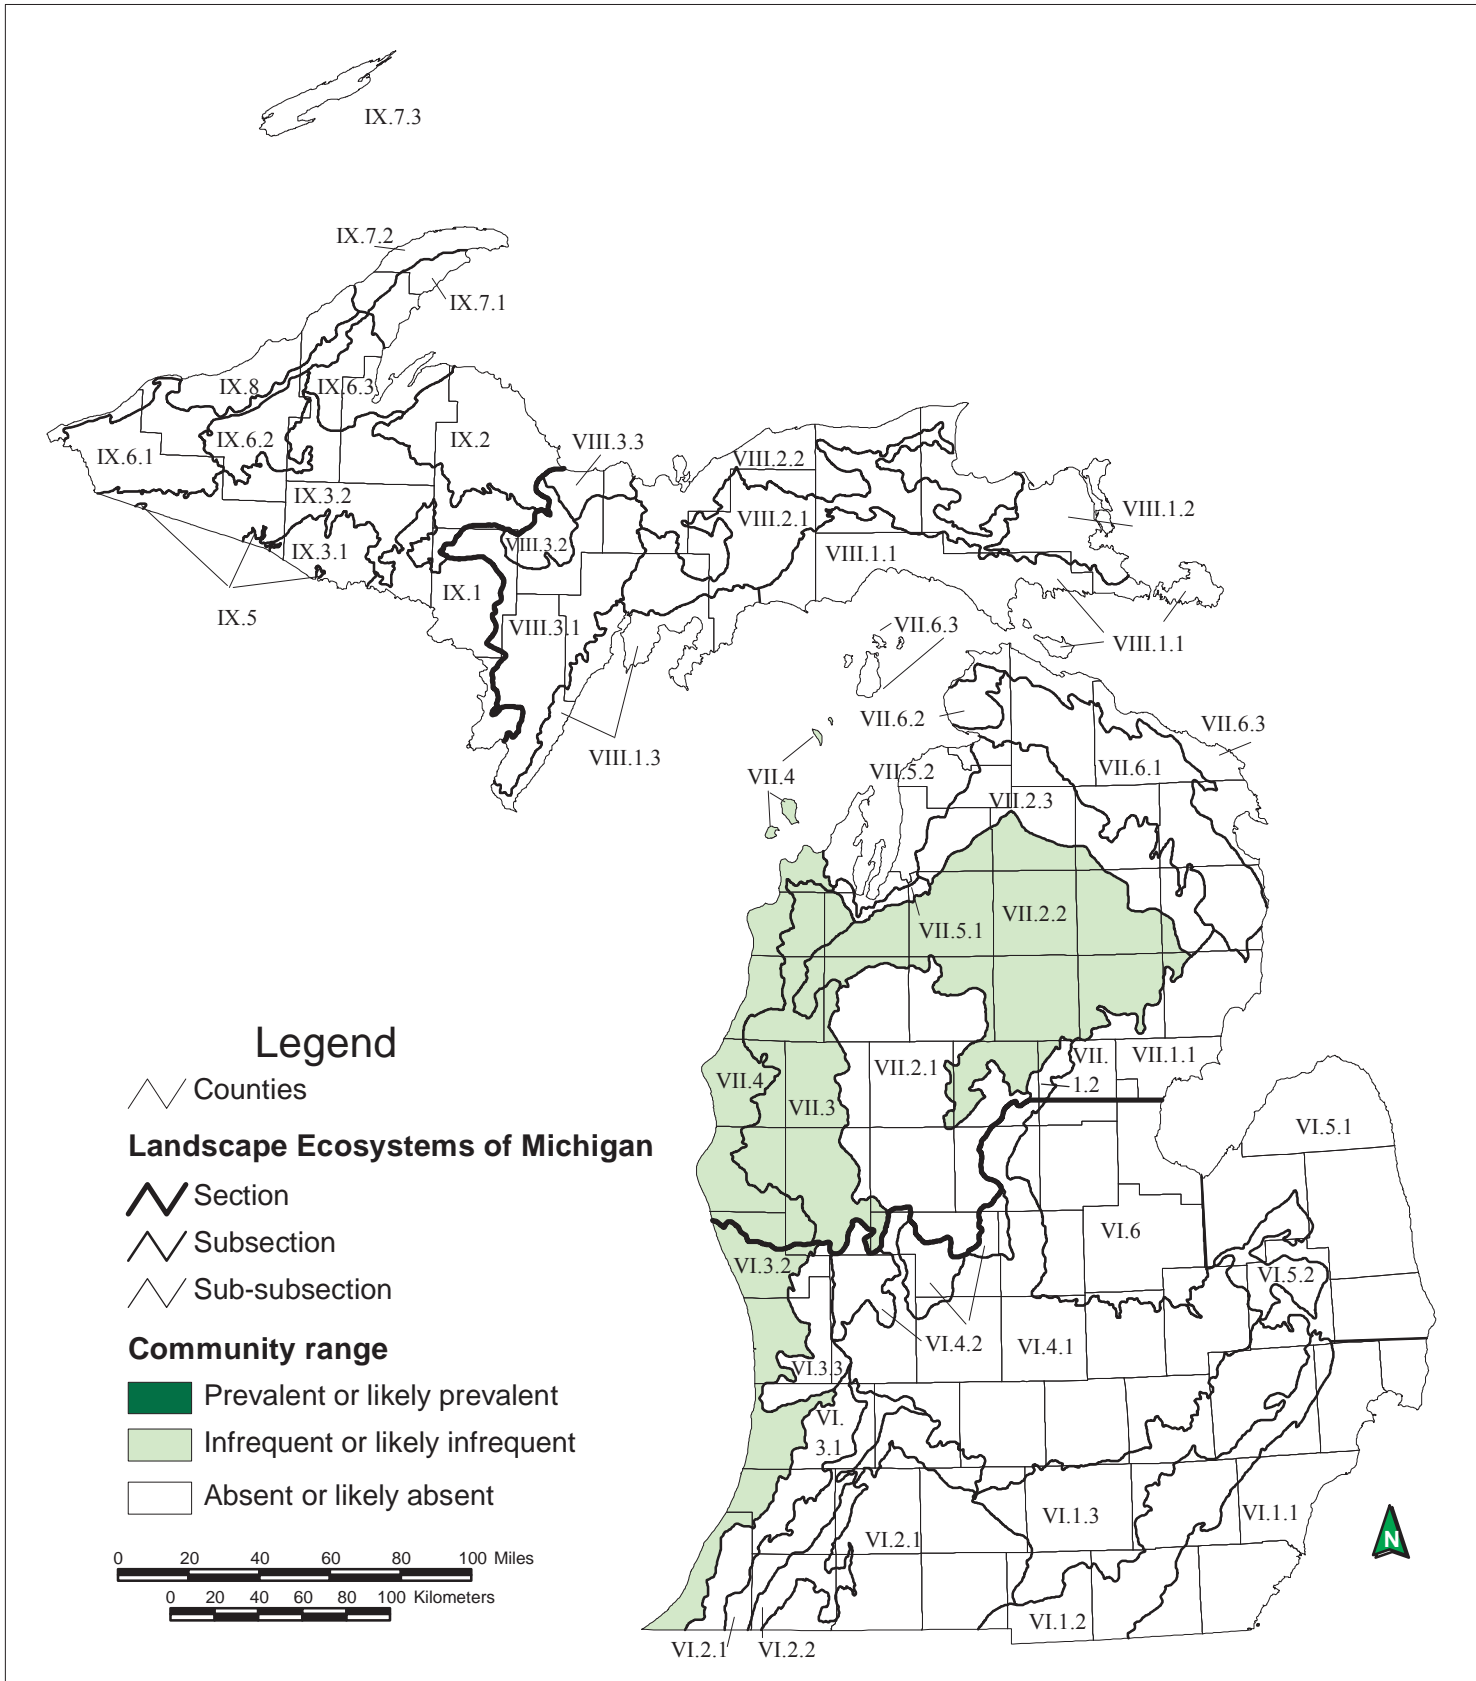 IX.7.3
IX.7.2
IX.7.1
IX.8
IX.6.3
IX.6.2
IX.6.1
IX.2
VIII.3.3
VIII.2.2
VIII.2.1
VIII.1.2
IX.3.2
IX.3.1
VIII.3.2
VIII.1.1
IX.1
IX.5
VIII.3.1
VII.6.3
VIII.1.1
VII.6.2
VII.6.3
VIII.1.3
VII.4
VII.5.2
VII.6.1
VII.2.3
VII.2.2
VII.5.1
VII.4
VII.3
VII.2.1
VII.
1.2
VII.1.1
VI.5.1
VI.6
VI.3.2
VI.5.2
VI.4.2
VI.4.1
VI.3.3
VI.
3.1
VI.1.3
VI.1.1
VI.2.1
VI.1.2
VI.2.1
VI.2.2
Legend
Counties
Landscape Ecosystems of Michigan
Section
Subsection
Sub-subsection
Community range
Prevalent or likely prevalent
Infrequent or likely infrequent
Absent or likely absent
0 20 40 60 80 100 Miles
0 20 40 60 80 100 Kilometers
N